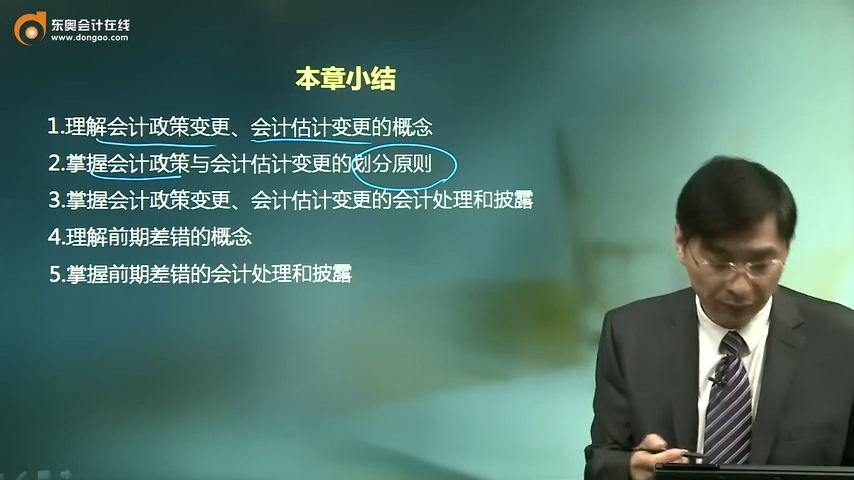 东奥会计在线
www.dongao.com
本章小结
1.理解会计政策变更、会计估计变更的概念
2.掌握会计政策与会计估计变更的划分原则
3.掌握会计政策变更、会计估计变更的会计处理和披露
4.理解前期差错的概念
5.掌握前期差错的会计处理和披露